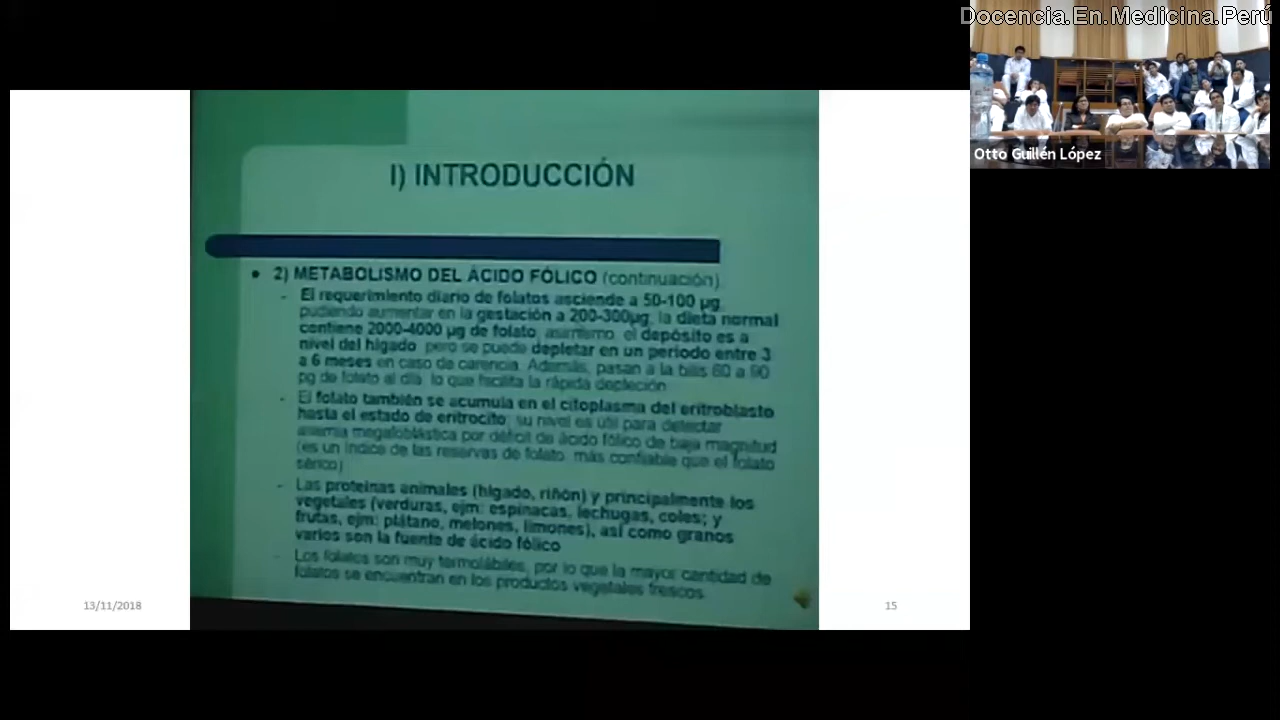 Docencia.En.Medicina.Perú
Otto Guillén López
I) INTRODUCCIÓN
• 2) METABOLISMO DEL ÁCIDO FÓLICO (continuación)
- El requerimiento diario de folatos asciende a 50-100 µg,
pudiendo aumentar en la gestación a 200-300µg, la dieta normal
contiene 2000-4000 µg de folato, asimismo, el depósito es a
nivel del hígado, pero se puede depletar en un periodo entre 3
a 6 meses en caso de carencia. Además, pasan a la bilis 60 a 90
µg de folato al día, lo que facilita la rápida depleción
- El folato también se acumula en el citoplasma del eritroblasto
hasta el estado de eritrocito, su nivel es útil para detectar
anemia megaloblástica por déficit de ácido fólico de baja magnitud
(es un índice de las reservas de folato más confiable que el folato
sérico)
- Las proteínas animales (hígado, riñón) y principalmente los
vegetales (verduras, ejm: espinacas, lechugas, coles; y
frutas, ejm: plátano, melones, limones), así como granos
varios son la fuente de ácido fólico
- Los folatos son muy termolábiles, por lo que la mayor cantidad de
folatos se encuentran en los productos vegetales frescos.
13/11/2018
15